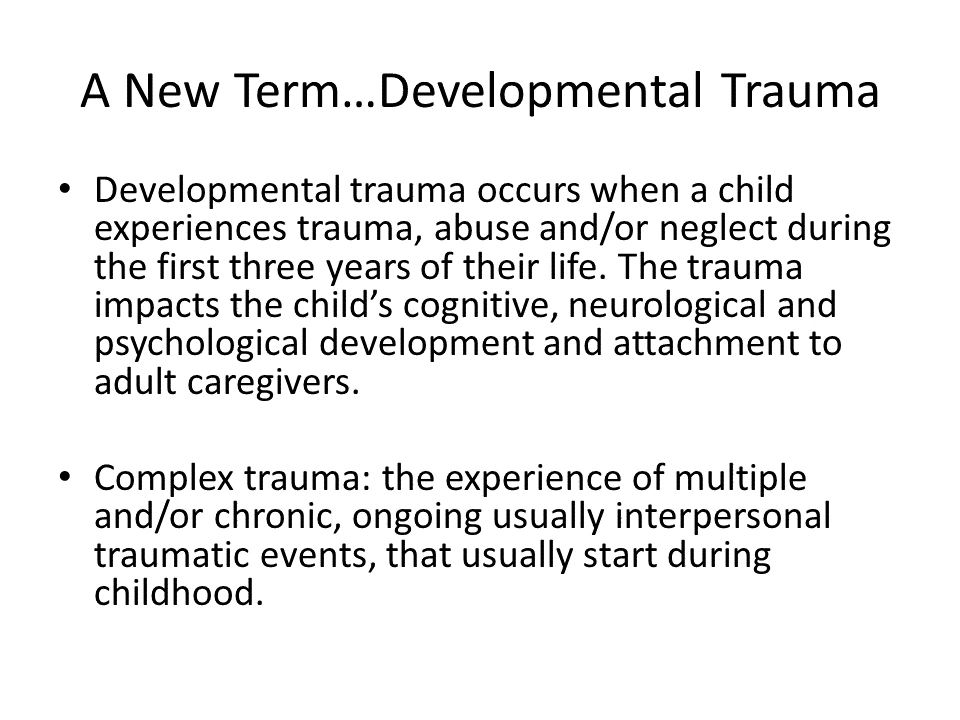 A New Term…Developmental Trauma
• Developmental trauma occurs when a child
experiences trauma, abuse and/or neglect during
the first three years of their life. The trauma
impacts the child’s cognitive, neurological and
psychological development and attachment to
adult caregivers.
• Complex trauma: the experience of multiple
and/or chronic, ongoing usually interpersonal
traumatic events, that usually start during
childhood.